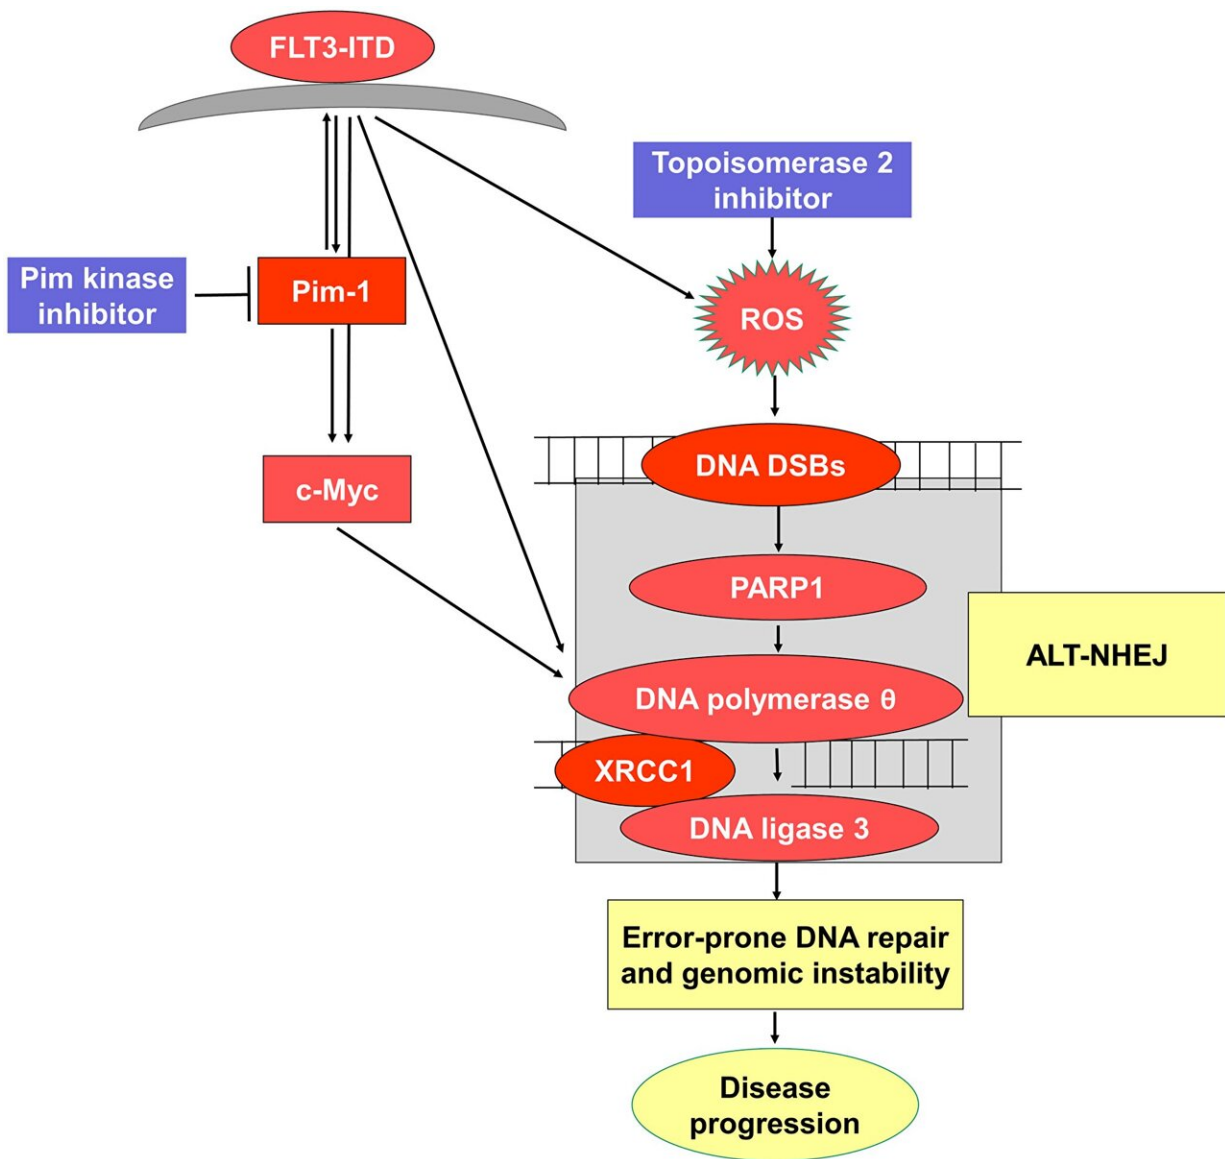 FLT3-ITD
Topoisomerase 2
inhibitor
Pim kinase
inhibitor
Pim-1
ROS
c-Myc
DNA DSBs
PARP1
ALT-NHEJ
DNA polymerase θ
XRCC1
DNA ligase 3
Error-prone DNA repair
and genomic instability
Disease
progression